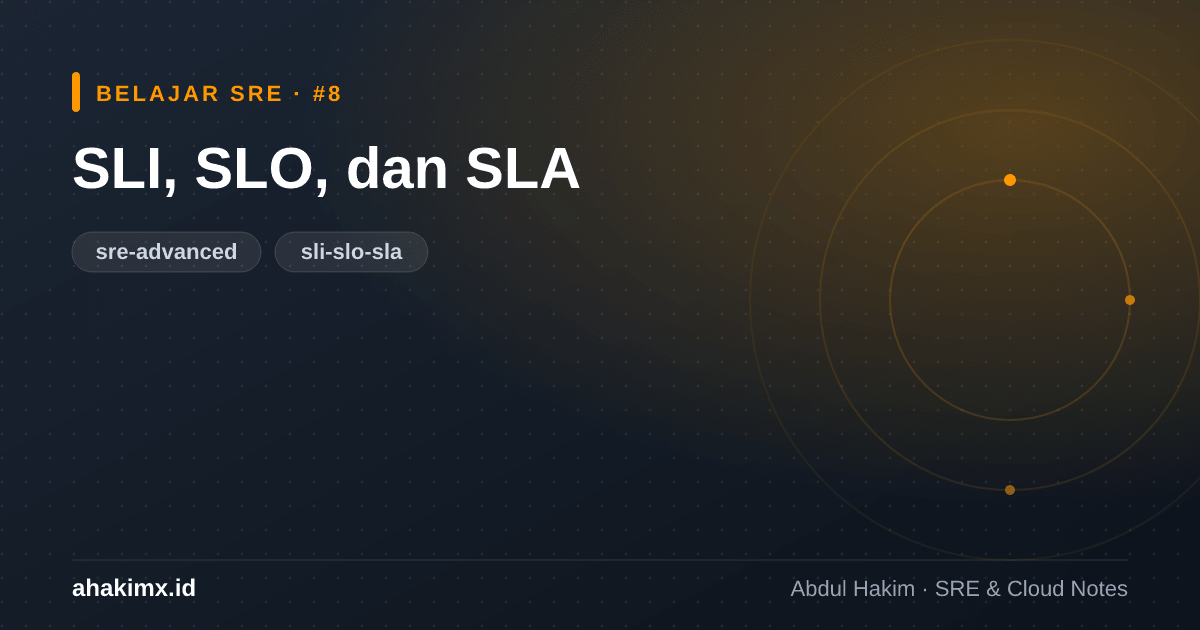 BELAJAR SRE · #8
SLI, SLO, dan SLA
sre-advanced sli-slo-sla
ahakimx.id
Abdul Hakim · SRE & Cloud Notes